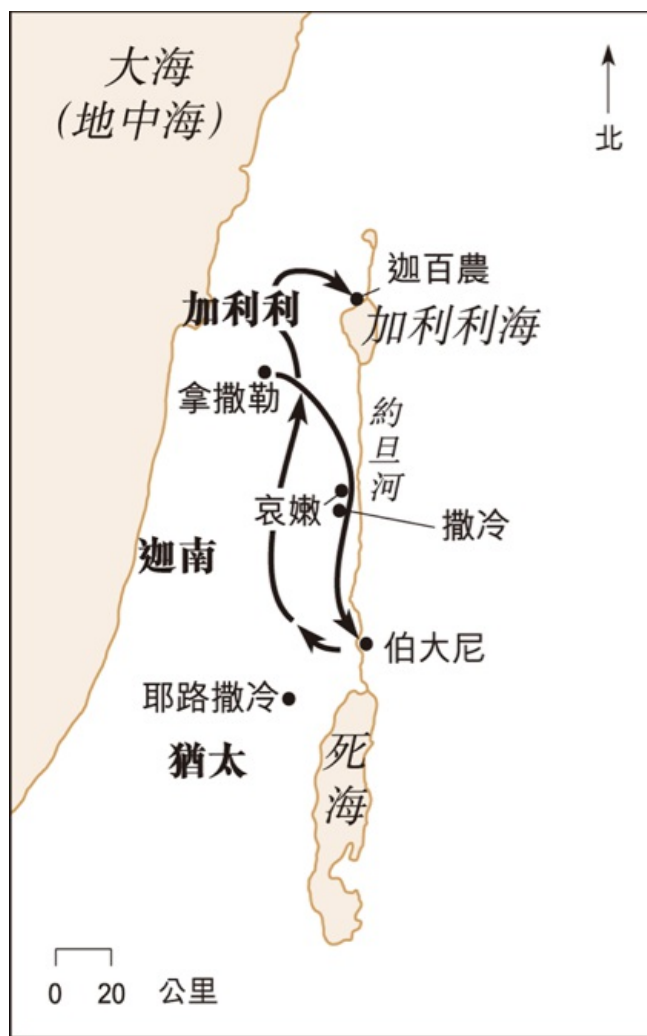 大海
（地中海）
北
迦百農
加利利
加利利海
拿撒勒
約旦河
哀嫩
撒冷
迦南
伯大尼
耶路撒冷
猶太
死海
0 20 公里